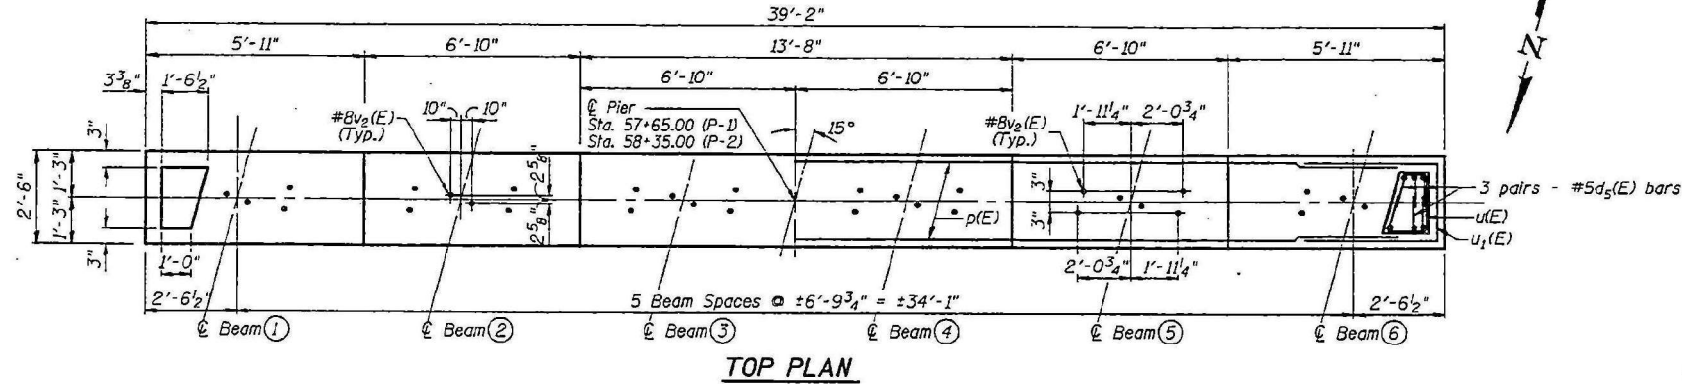 39'-2"
5'-11" 6'-10" 13'-8" 6'-10" 5'-11"
3 3/8" 1'-6 1/2" 6'-10" 6'-10"
10" 10"
#8v2(E)
(Typ.)
℄ Pier
Sta. 57+65.00 (P-1)
Sta. 58+35.00 (P-2)
15°
#8v2(E)
(Typ.)
1'-11 1/4" 2'-0 3/4"
N
3"
2'-6"
1'-3"
1'-3"
3"
2 5/8"
2 5/8"
p(E)
3"
3"
3 pairs - #5d5(E) bars
u(E)
u1(E)
1'-0"
2'-0 3/4" 1'-11 1/4"
2'-6 1/2" 5 Beam Spaces @ ±6'-9 3/4" = ±34'-1" 2'-6 1/2"
℄ Beam 1 ℄ Beam 2 ℄ Beam 3 ℄ Beam 4 ℄ Beam 5 ℄ Beam 6
TOP PLAN